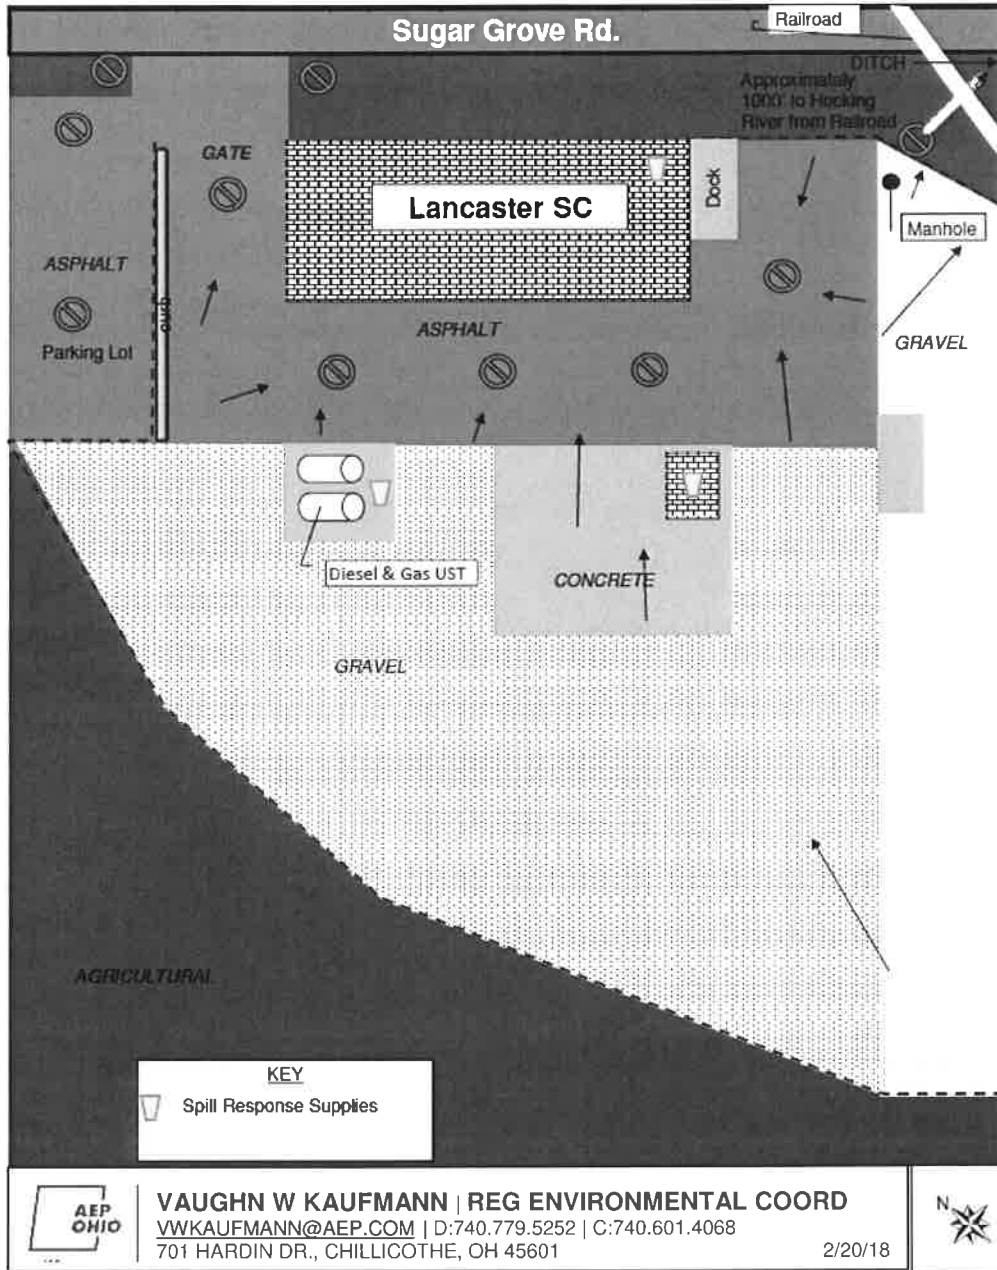 Sugar Grove Rd.
Railroad
DITCH
Approximately
1000' to Hocking
River from Railroad
GATE
Lancaster SC
Dock
Manhole
ASPHALT
curb
ASPHALT
GRAVEL
Parking Lot
Diesel & Gas UST
CONCRETE
GRAVEL
AGRICULTURAL
KEY
Spill Response Supplies
AEP
OHIO
VAUGHN W KAUFMANN | REG ENVIRONMENTAL COORD
VWKAUFMANN@AEP.COM | D:740.779.5252 | C:740.601.4068
701 HARDIN DR., CHILLICOTHE, OH 45601
2/20/18
N